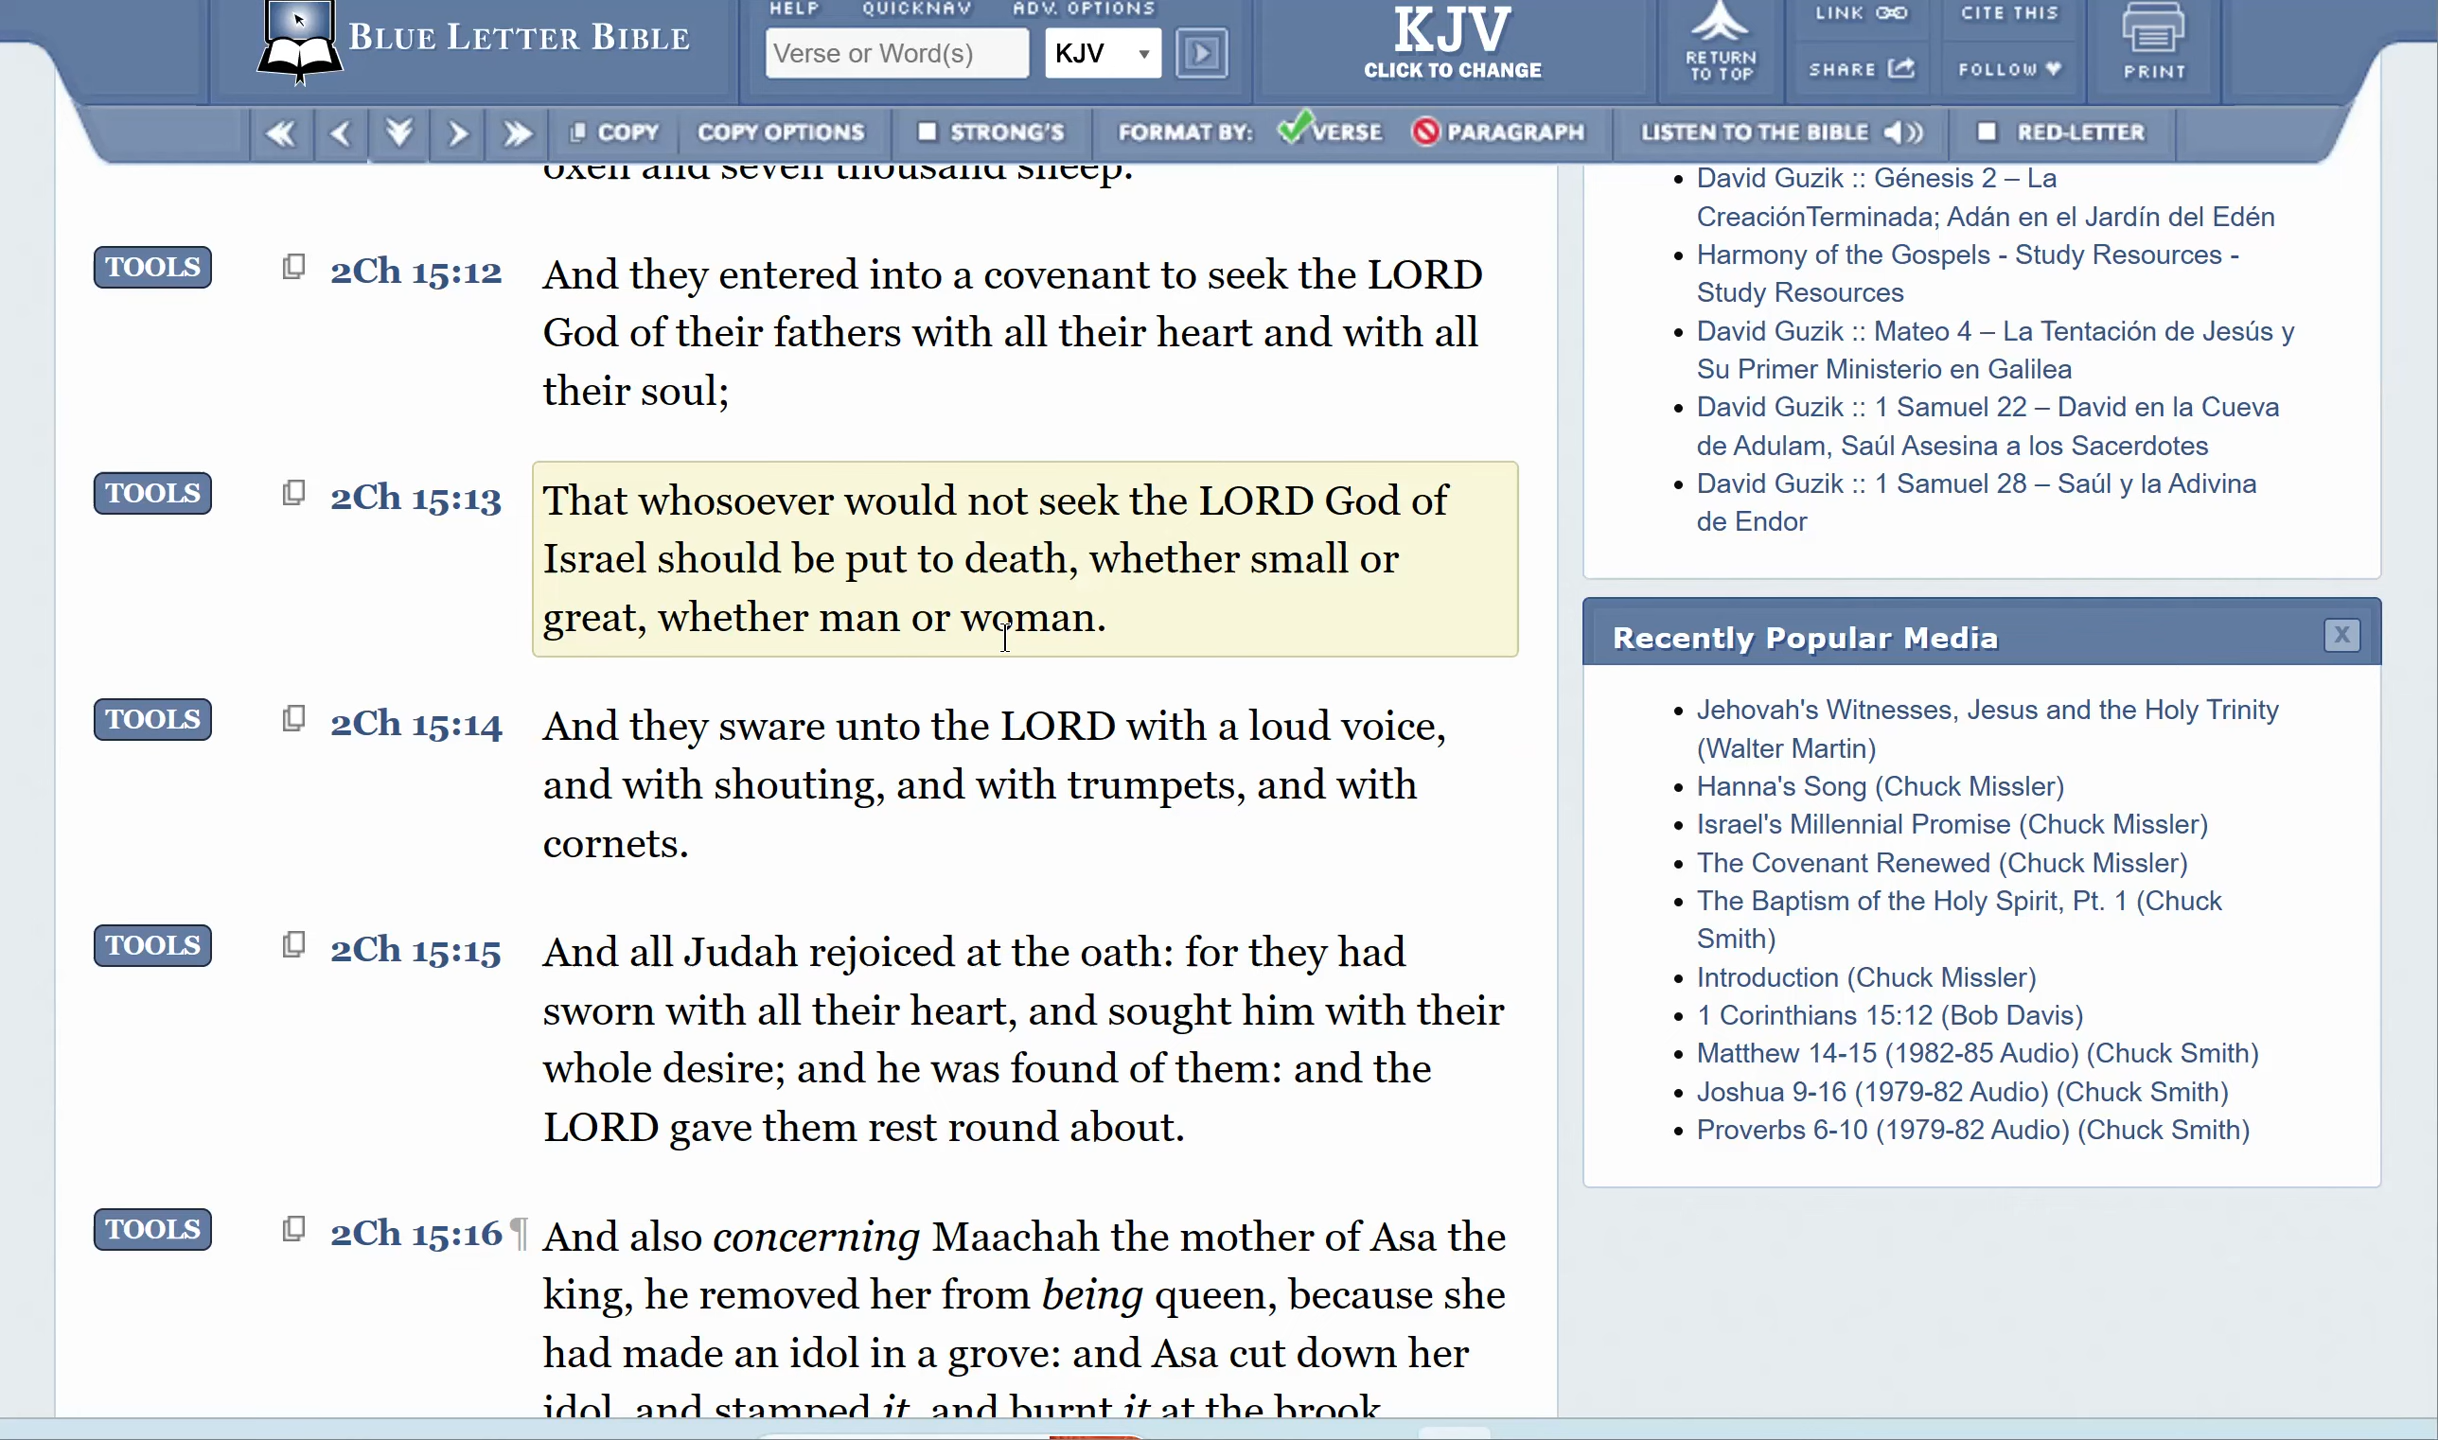 BLUE LETTER BIBLE
HELP QUICKNAV ADV. OPTIONS
Verse or Word(s)
KJV
KJV
CLICK TO CHANGE
RETURN
TO TOP
LINK
SHARE
CITE THIS
FOLLOW
PRINT
COPY
COPY OPTIONS
STRONG'S
FORMAT BY: VERSE PARAGRAPH
LISTEN TO THE BIBLE
RED-LETTER
oxen and seven thousand sheep.
TOOLS 2Ch 15:12 And they entered into a covenant to seek the LORD
God of their fathers with all their heart and with all
their soul;
TOOLS 2Ch 15:13 That whosoever would not seek the LORD God of
Israel should be put to death, whether small or
great, whether man or woman.
TOOLS 2Ch 15:14 And they sware unto the LORD with a loud voice,
and with shouting, and with trumpets, and with
cornets.
TOOLS 2Ch 15:15 And all Judah rejoiced at the oath: for they had
sworn with all their heart, and sought him with their
whole desire; and he was found of them: and the
LORD gave them rest round about.
TOOLS 2Ch 15:16 ¶ And also concerning Maachah the mother of Asa the
king, he removed her from being queen, because she
had made an idol in a grove: and Asa cut down her
idol, and stamped it, and burnt it at the brook
• David Guzik :: Génesis 2 – La
CreaciónTerminada; Adán en el Jardín del Edén
• Harmony of the Gospels - Study Resources -
Study Resources
• David Guzik :: Mateo 4 – La Tentación de Jesús y
Su Primer Ministerio en Galilea
• David Guzik :: 1 Samuel 22 – David en la Cueva
de Adulam, Saúl Asesina a los Sacerdotes
• David Guzik :: 1 Samuel 28 – Saúl y la Adivina
de Endor
Recently Popular Media X
• Jehovah's Witnesses, Jesus and the Holy Trinity
(Walter Martin)
• Hanna's Song (Chuck Missler)
• Israel's Millennial Promise (Chuck Missler)
• The Covenant Renewed (Chuck Missler)
• The Baptism of the Holy Spirit, Pt. 1 (Chuck
Smith)
• Introduction (Chuck Missler)
• 1 Corinthians 15:12 (Bob Davis)
• Matthew 14-15 (1982-85 Audio) (Chuck Smith)
• Joshua 9-16 (1979-82 Audio) (Chuck Smith)
• Proverbs 6-10 (1979-82 Audio) (Chuck Smith)